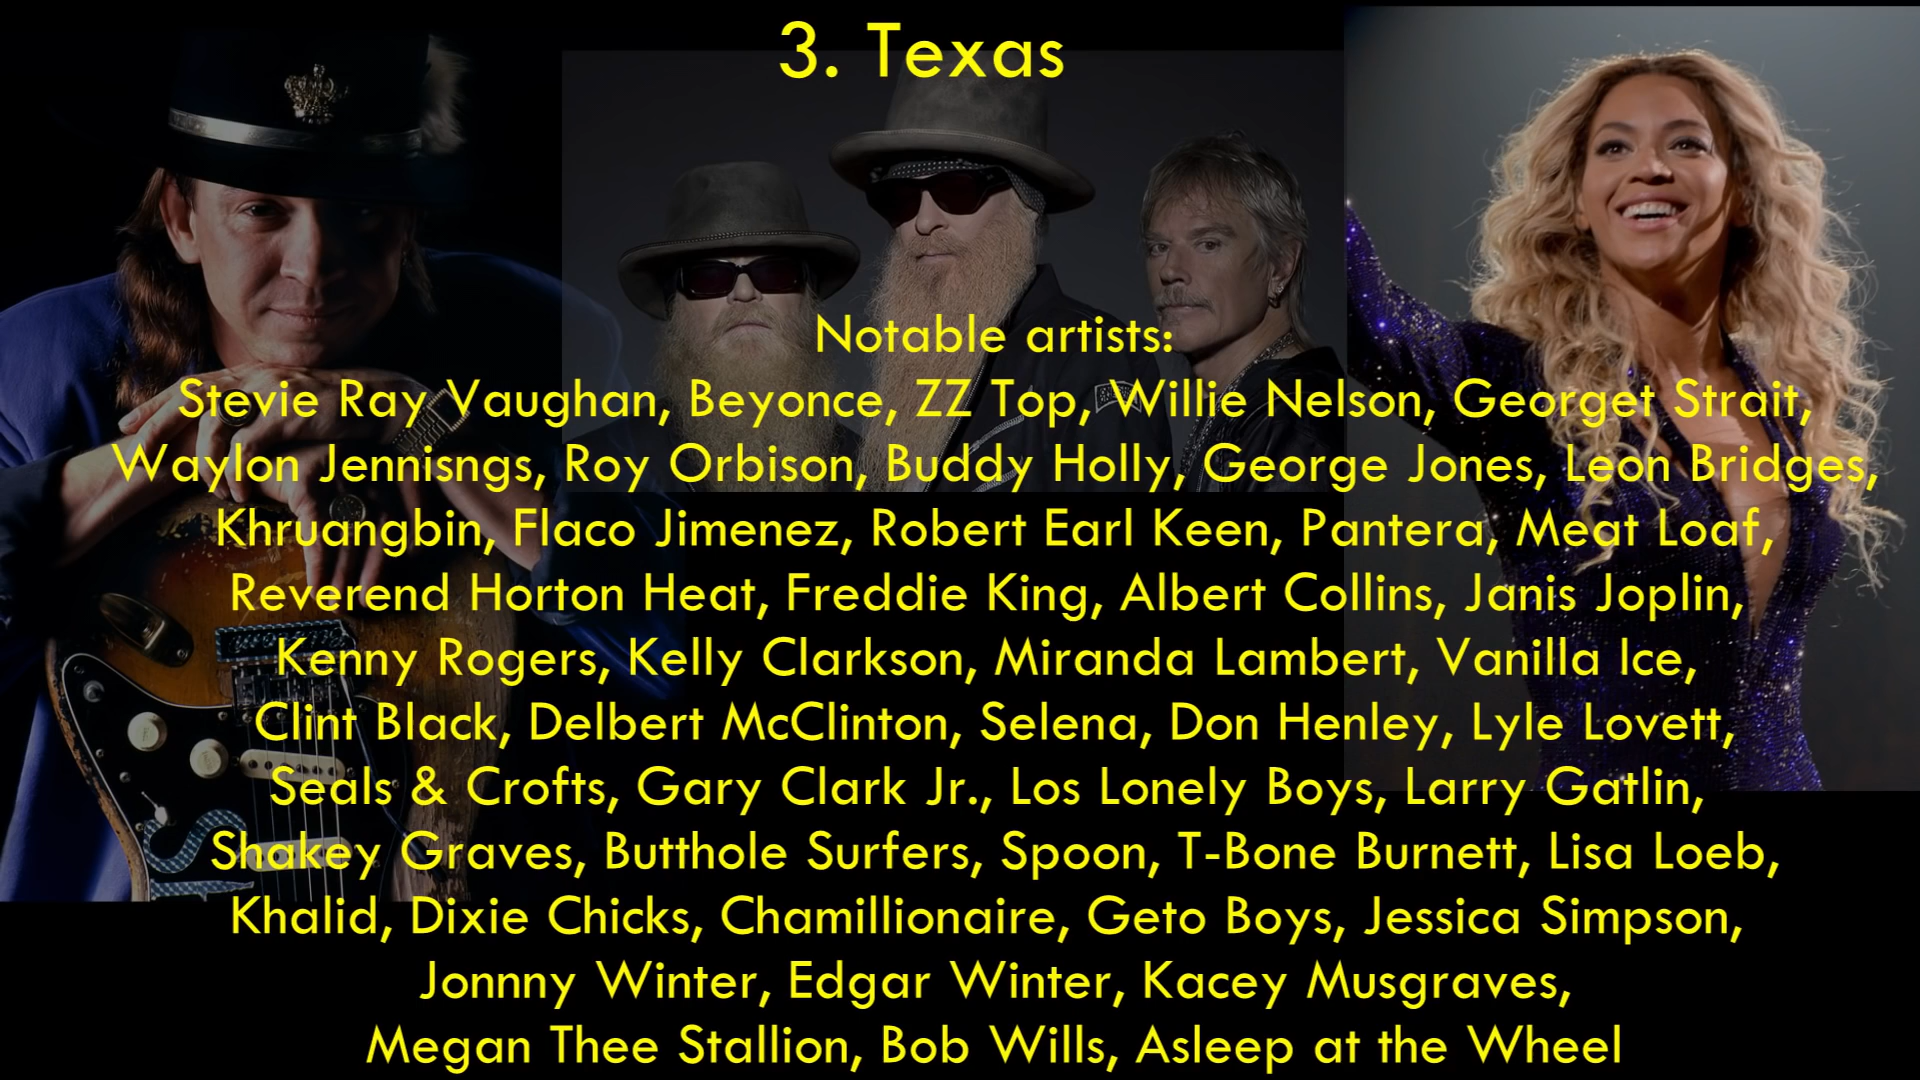 3. Texas
Notable artists:
Stevie Ray Vaughan, Beyonce, ZZ Top, Willie Nelson, Georget Strait,
Waylon Jennisngs, Roy Orbison, Buddy Holly, George Jones, Leon Bridges,
Khruangbin, Flaco Jimenez, Robert Earl Keen, Pantera, Meat Loaf,
Reverend Horton Heat, Freddie King, Albert Collins, Janis Joplin,
Kenny Rogers, Kelly Clarkson, Miranda Lambert, Vanilla Ice,
Clint Black, Delbert McClinton, Selena, Don Henley, Lyle Lovett,
Seals & Crofts, Gary Clark Jr., Los Lonely Boys, Larry Gatlin,
Shakey Graves, Butthole Surfers, Spoon, T-Bone Burnett, Lisa Loeb,
Khalid, Dixie Chicks, Chamillionaire, Geto Boys, Jessica Simpson,
Jonnny Winter, Edgar Winter, Kacey Musgraves,
Megan Thee Stallion, Bob Wills, Asleep at the Wheel